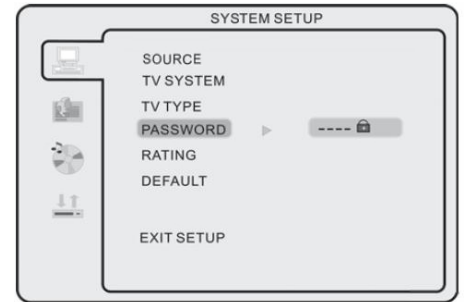 SYSTEM SETUP
SOURCE
TV SYSTEM
TV TYPE
PASSWORD ----
RATING
DEFAULT
EXIT SETUP